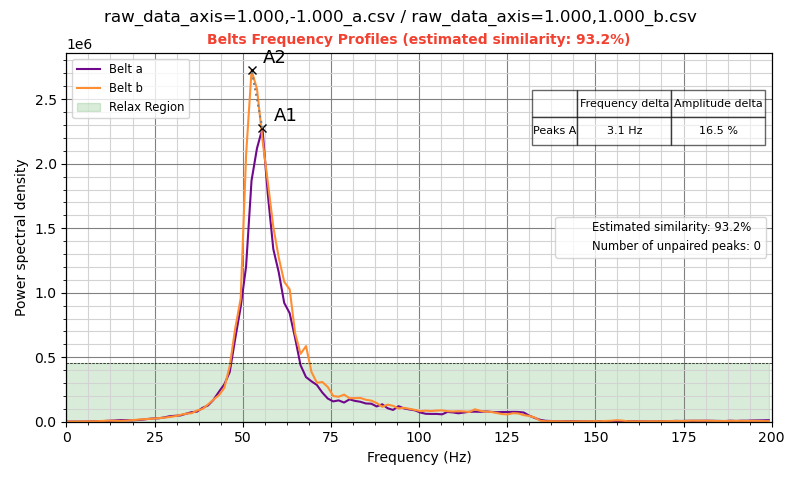 raw_data_axis=1.000,-1.000_a.csv / raw_data_axis=1.000,1.000_b.csv
Belts Frequency Profiles (estimated similarity: 93.2%)
1e6
A2
A1
Belt a
Belt b
Relax Region
Frequency delta Amplitude delta
Peaks A 3.1 Hz 16.5 %
Estimated similarity: 93.2%
Number of unpaired peaks: 0
Power spectral density
2.5
2.0
1.5
1.0
0.5
0.0
0 25 50 75 100 125 150 175 200
Frequency (Hz)